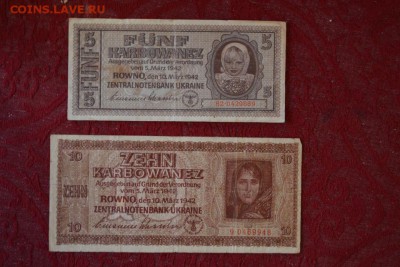 COINS.LAVE.RU
FÜNF
KARBOWANEZ
Ausgegeben auf Grund der Verordnung
vom 5. März 1942
ROWNO, den 10. März 1942
ZENTRALNOTENBANK UKRAINE
5
5
FÜNF
5
ZEHN
KARBOWANEZ
Ausgegeben auf Grund der Verordnung
vom 5. März 1942
ROWNO, den 10. März 1942
ZENTRALNOTENBANK UKRAINE
10
10
ZEHN
10
10